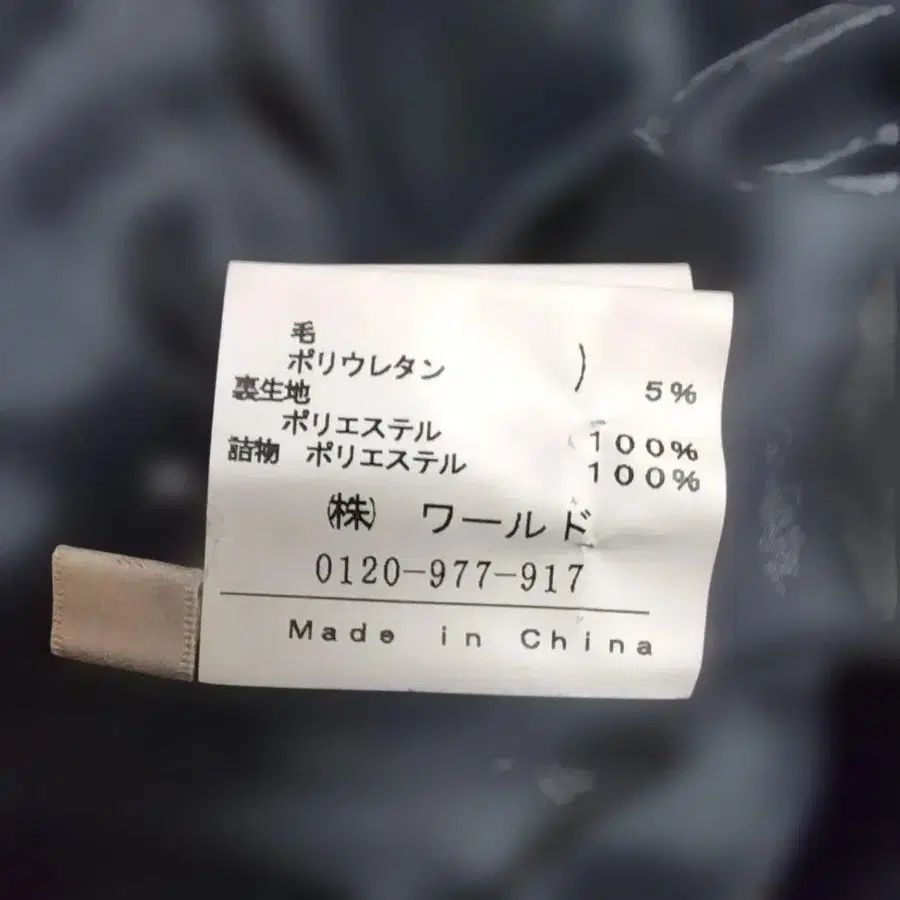 毛
ポリウレタン ) 5%
裏生地
ポリエステル 100%
詰物 ポリエステル 100%
㈱ ワールド
0120-977-917
Made in China